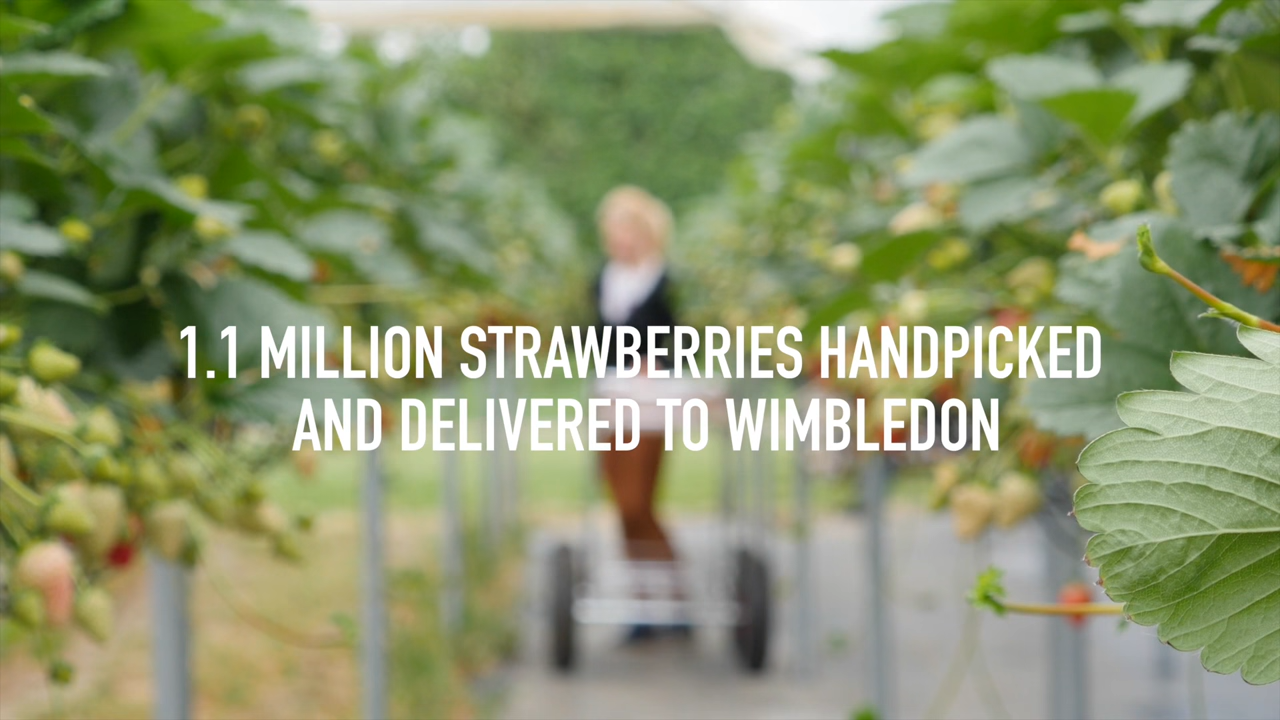 1.1 MILLION STRAWBERRIES HANDPICKED
AND DELIVERED TO WIMBLEDON